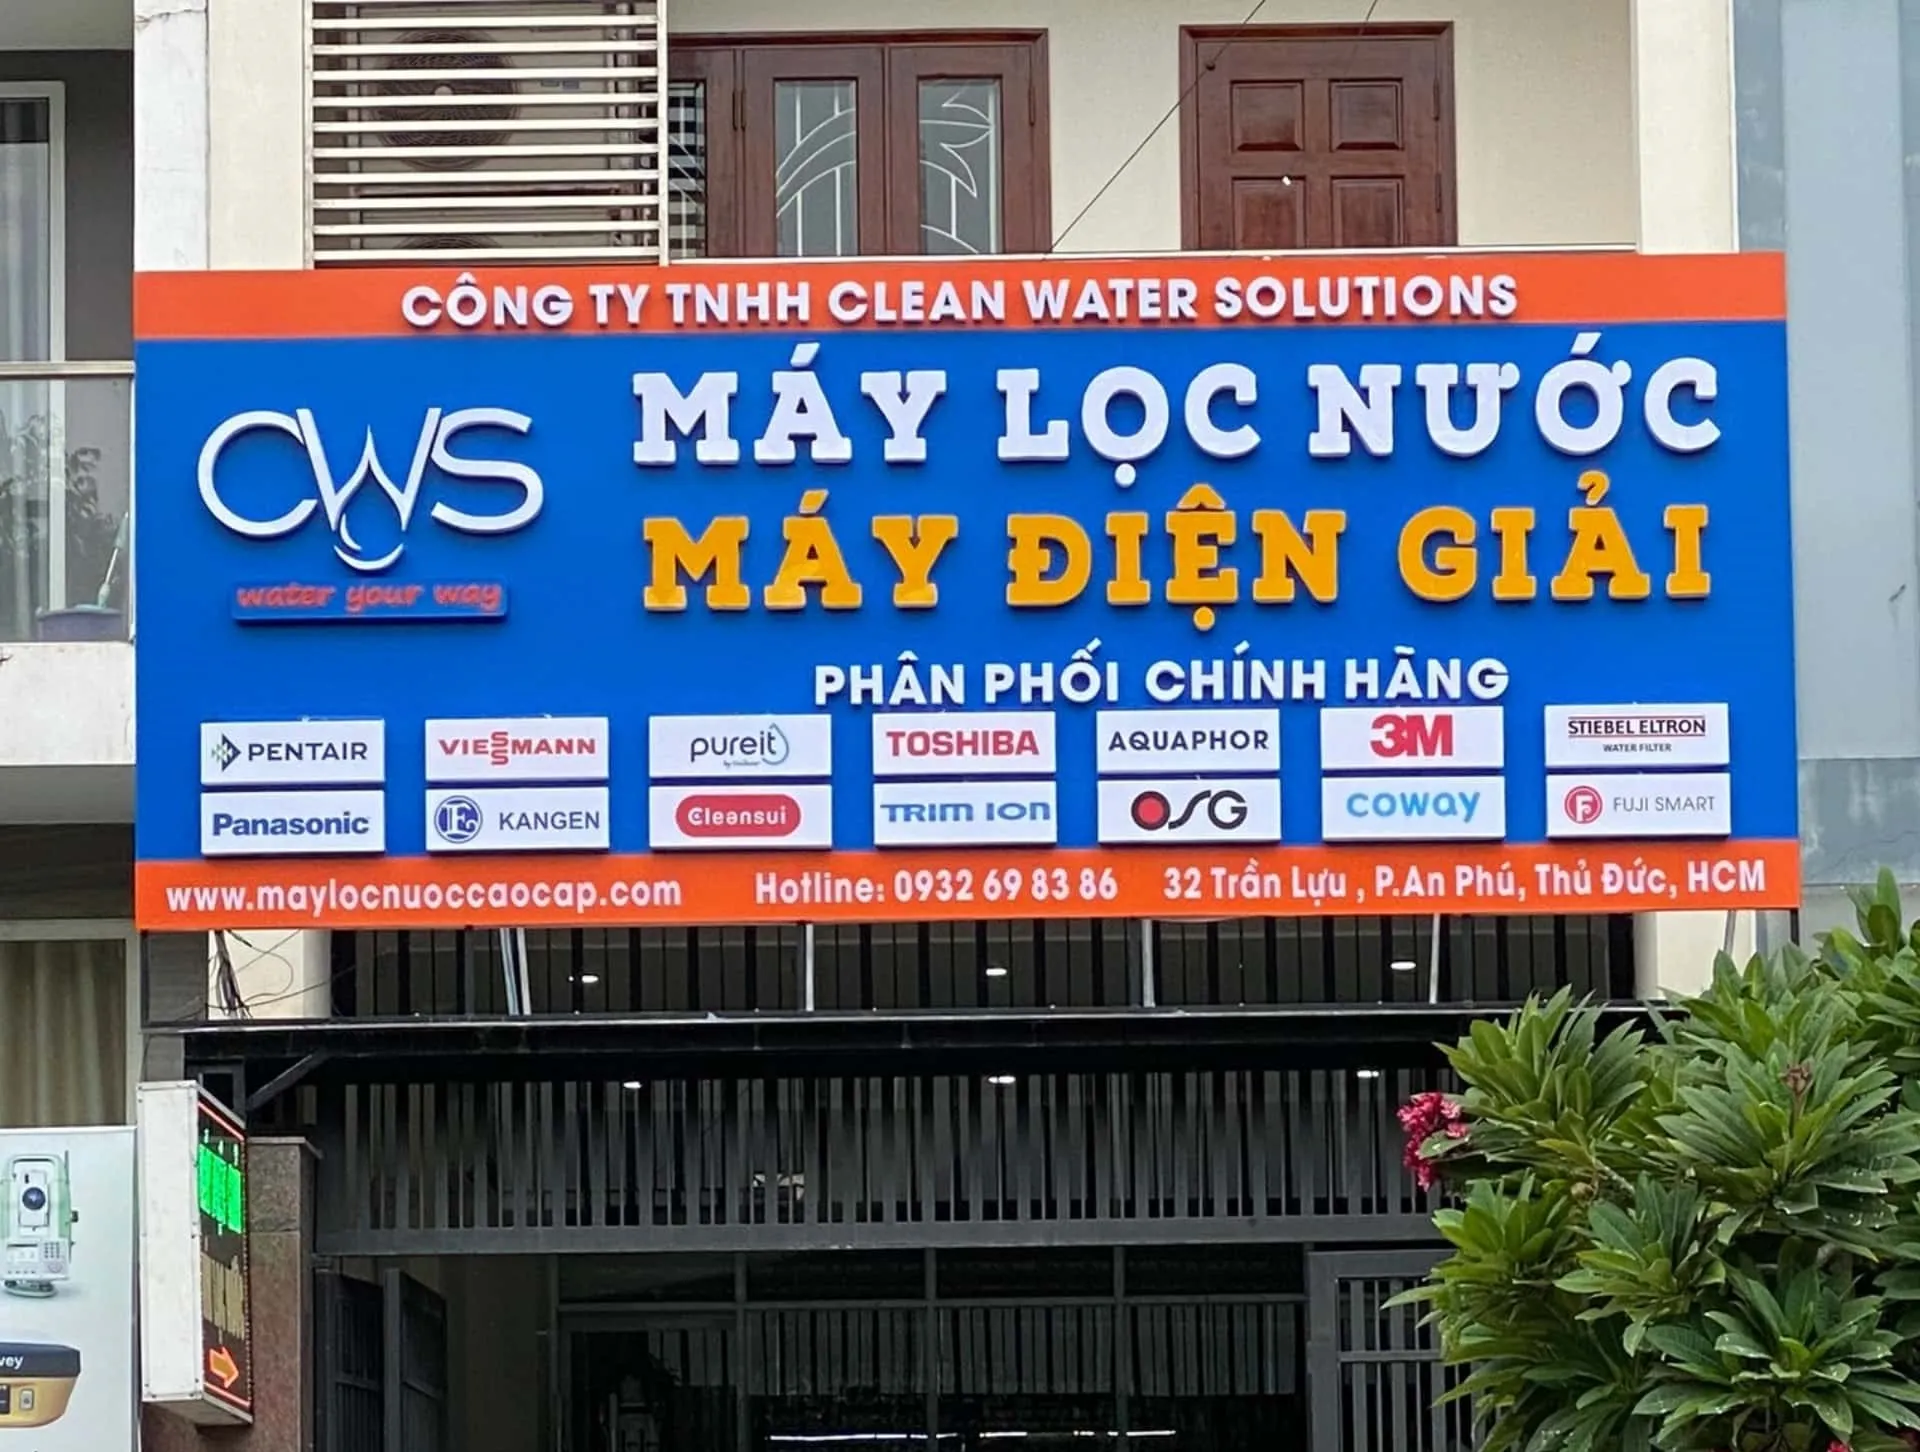 CÔNG TY TNHH CLEAN WATER SOLUTIONS
CWS
water your way
MÁY LỌC NƯỚC
MÁY ĐIỆN GIẢI
PHÂN PHỐI CHÍNH HÃNG
PENTAIR VIESSMANN pureit TOSHIBA AQUAPHOR 3M STIEBEL ELTRON
by Unilever WATER FILTER
Panasonic KANGEN Cleansui TRIM ION OSG coway FUJI SMART
www.maylocnuoccaocap.com Hotline: 0932 69 83 86 32 Trần Lựu , P.An Phú, Thủ Đức, HCM